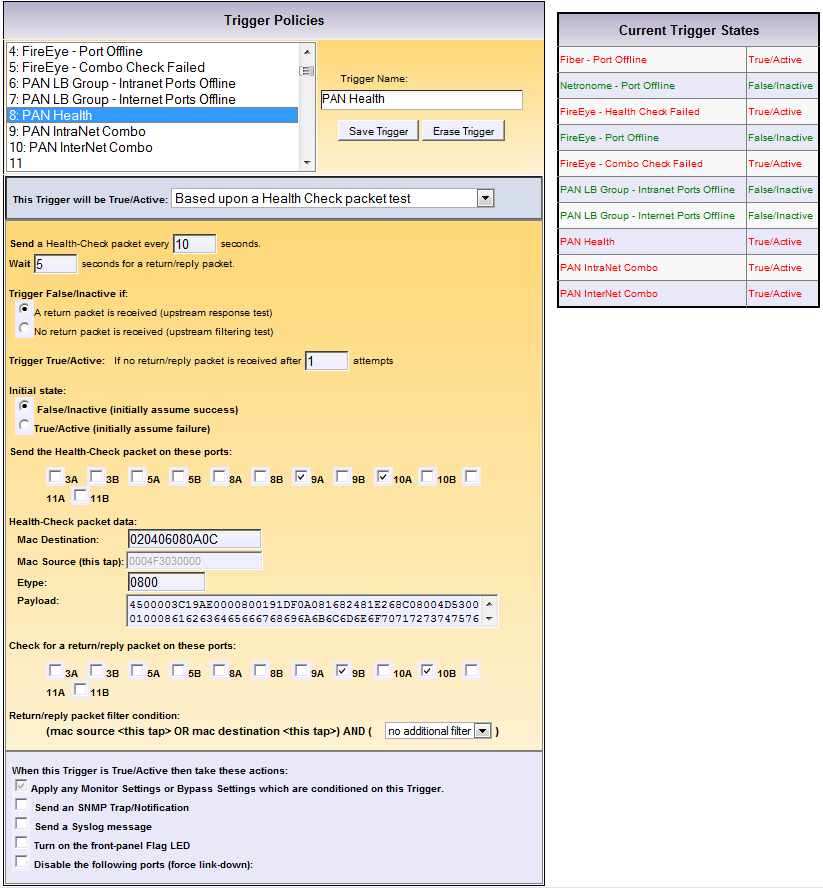 Trigger Policies
4: FireEye - Port Offline
5: FireEye - Combo Check Failed
6: PAN LB Group - Intranet Ports Offline
7: PAN LB Group - Internet Ports Offline
8: PAN Health
9: PAN IntraNet Combo
10: PAN InterNet Combo
11
Trigger Name:
PAN Health
Save Trigger Erase Trigger
This Trigger will be True/Active: Based upon a Health Check packet test
Send a Health-Check packet every 10 seconds.
Wait 5 seconds for a return/reply packet.
Trigger False/Inactive if:
A return packet is received (upstream response test)
No return packet is received (upstream filtering test)
Trigger True/Active: If no return/reply packet is received after 1 attempts
Initial state:
False/Inactive (initially assume success)
True/Active (initially assume failure)
Send the Health-Check packet on these ports:
3A 3B 5A 5B 8A 8B 9A 9B 10A 10B
11A 11B
Health-Check packet data:
Mac Destination: 020406080A0C
Mac Source (this tap): 0004F3030000
Etype: 0800
Payload: 4500003C19AE0000800191DF0A081682481E268C08004D5300
010008616263646566676869 6A6B6C6D6E6F70717273747576
Check for a return/reply packet on these ports:
3A 3B 5A 5B 8A 8B 9A 9B 10A 10B
11A 11B
Return/reply packet filter condition:
(mac source <this tap> OR mac destination <this tap>) AND ( no additional filter )
When this Trigger is True/Active then take these actions:
Apply any Monitor Settings or Bypass Settings which are conditioned on this Trigger.
Send an SNMP Trap/Notification
Send a Syslog message
Turn on the front-panel Flag LED
Disable the following ports (force link-down):
Current Trigger States
Fiber - Port Offline True/Active
Netronome - Port Offline False/Inactive
FireEye - Health Check Failed True/Active
FireEye - Port Offline False/Inactive
FireEye - Combo Check Failed True/Active
PAN LB Group - Intranet Ports Offline False/Inactive
PAN LB Group - Internet Ports Offline False/Inactive
PAN Health True/Active
PAN IntraNet Combo True/Active
PAN InterNet Combo True/Active